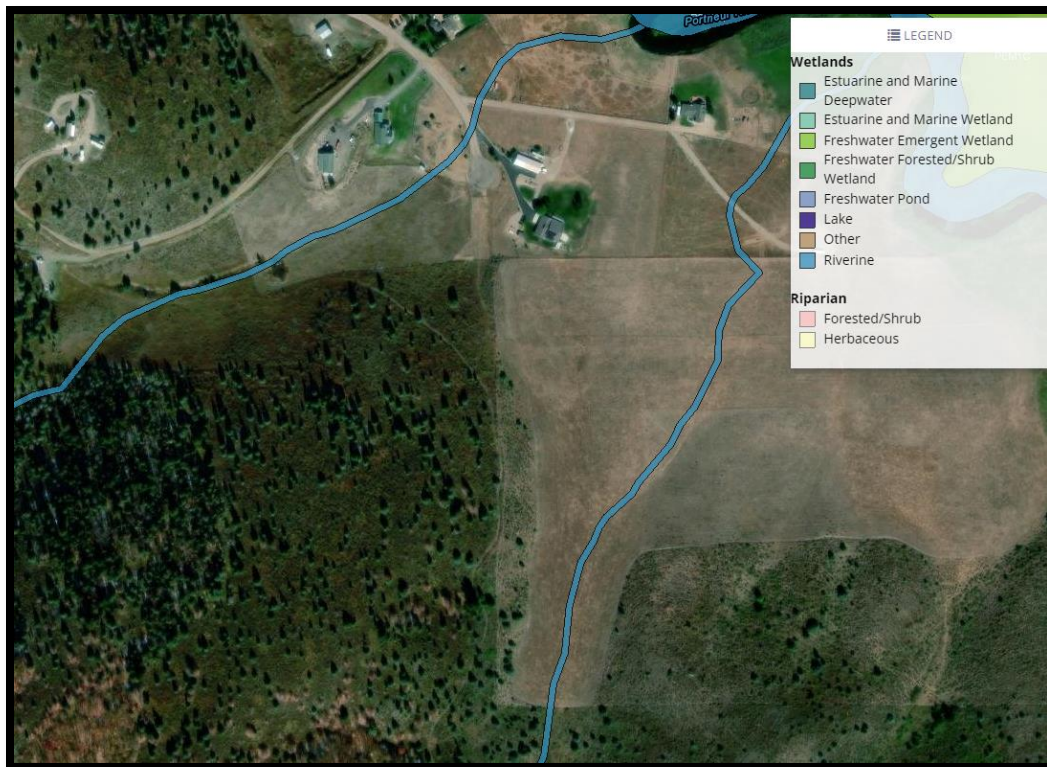 Portneuf
LEGEND
Wetlands
Estuarine and Marine
Deepwater
Estuarine and Marine Wetland
Freshwater Emergent Wetland
Freshwater Forested/Shrub
Wetland
Freshwater Pond
Lake
Other
Riverine
Riparian
Forested/Shrub
Herbaceous